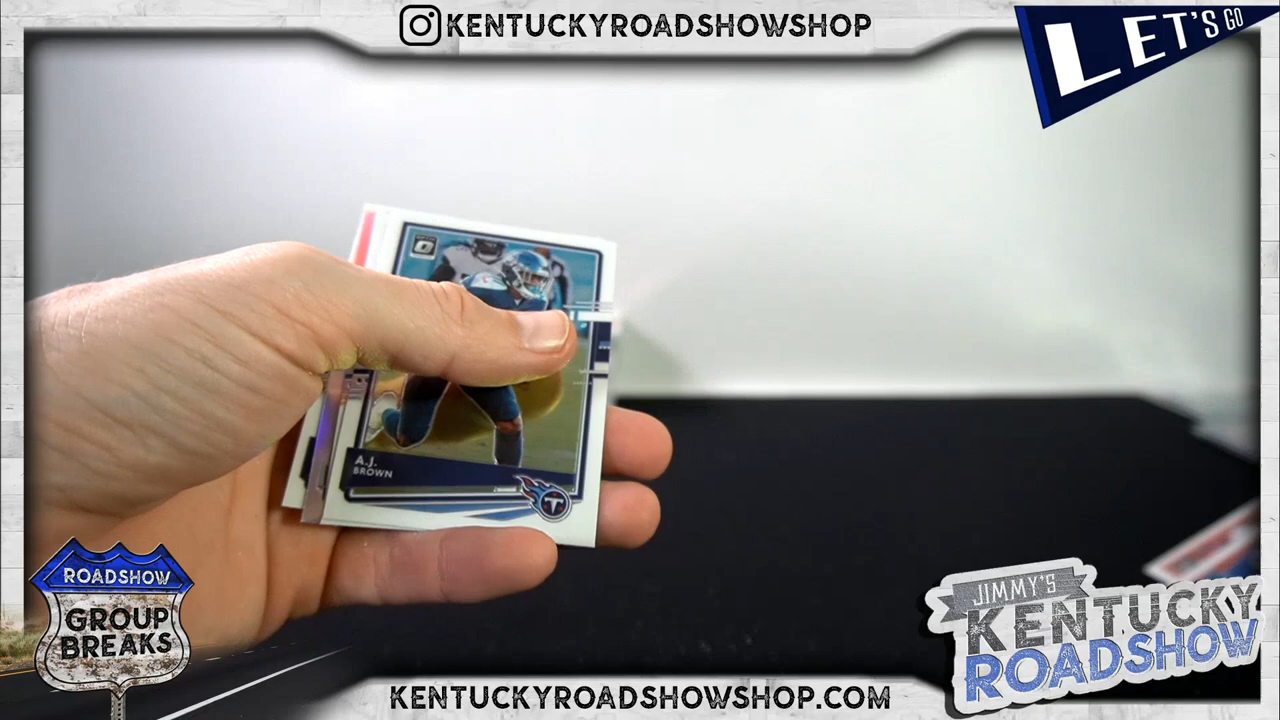 KENTUCKYROADSHOWSHOP
LET'S GO
A.J.
BROWN
T
ROADSHOW
GROUP
BREAKS
JIMMY'S
KENTUCKY
ROADSHOW
KENTUCKYROADSHOWSHOP.COM